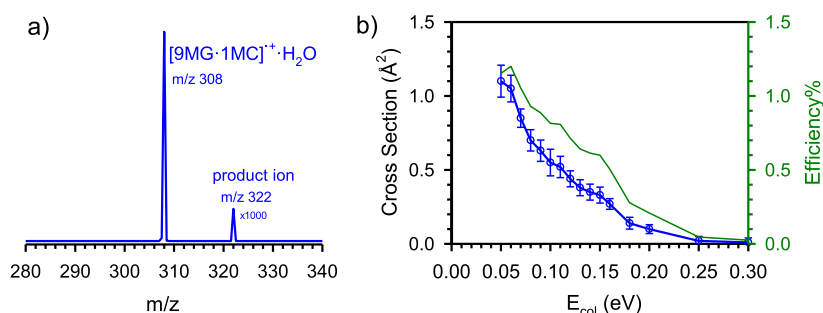 a)
[9MG·1MC]•+·H2O
m/z 308
product ion
m/z 322
x1000
280 290 300 310 320 330 340
m/z
b)
Cross Section (Å2)
1.5
1.0
0.5
0.0
0.00 0.05 0.10 0.15 0.20 0.25 0.30
Ecol (eV)
1.5
1.0
0.5
0.0
Efficiency%